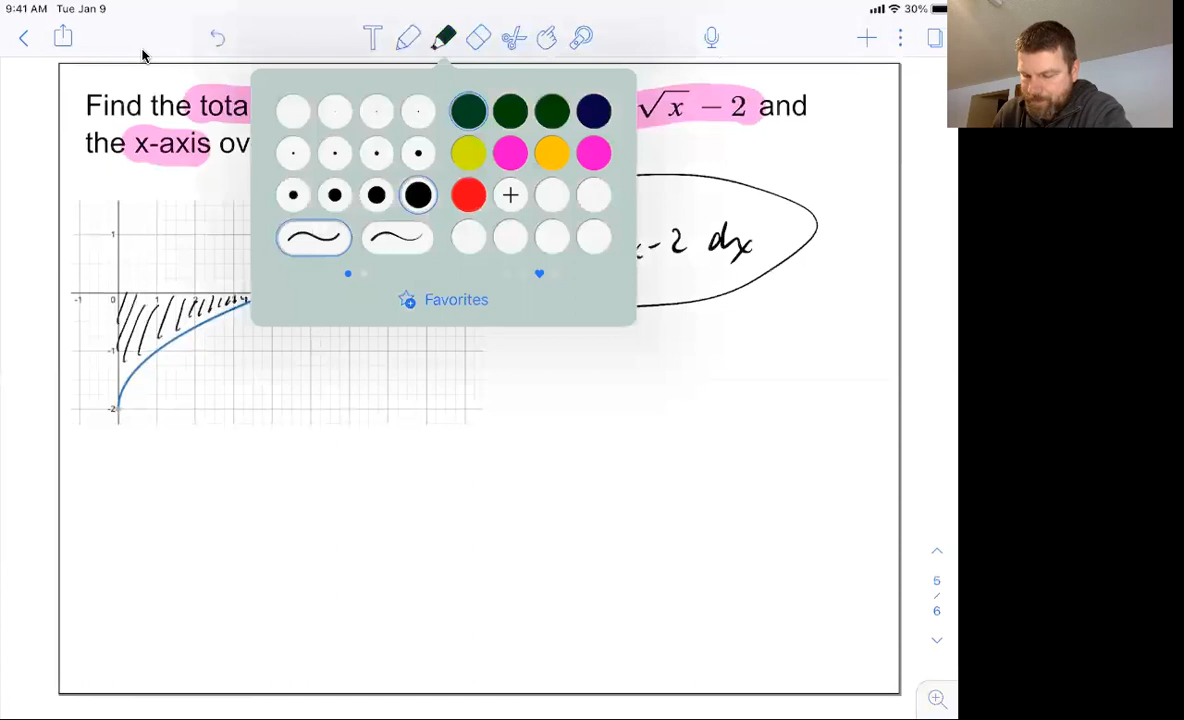 9:41 AM Tue Jan 9
30%
Find the tota √x − 2 and
the x-axis ov
- 2 dx
1
-1 0 1
-1
-2
Favorites
5
/
6